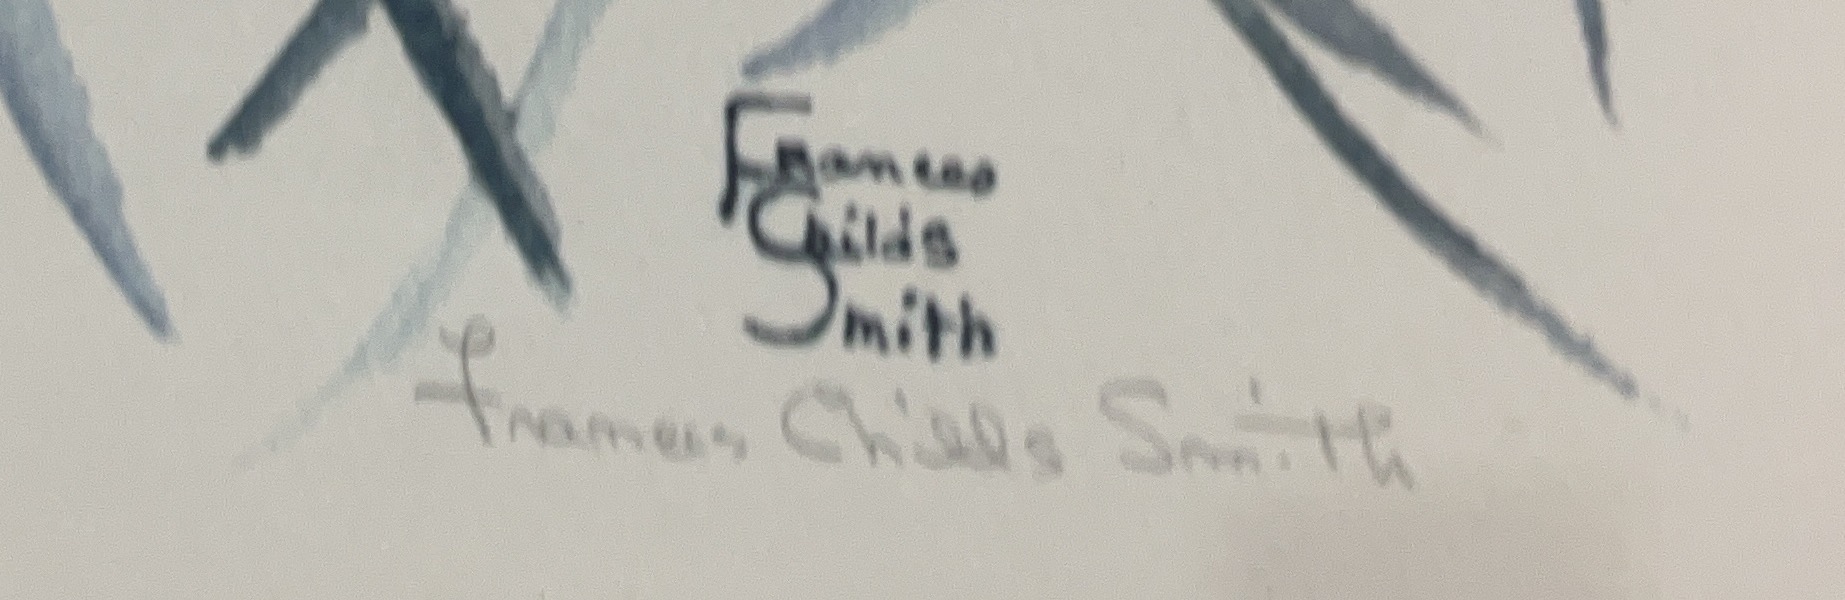 Frances
Childs
Smith
Frances Childs Smith